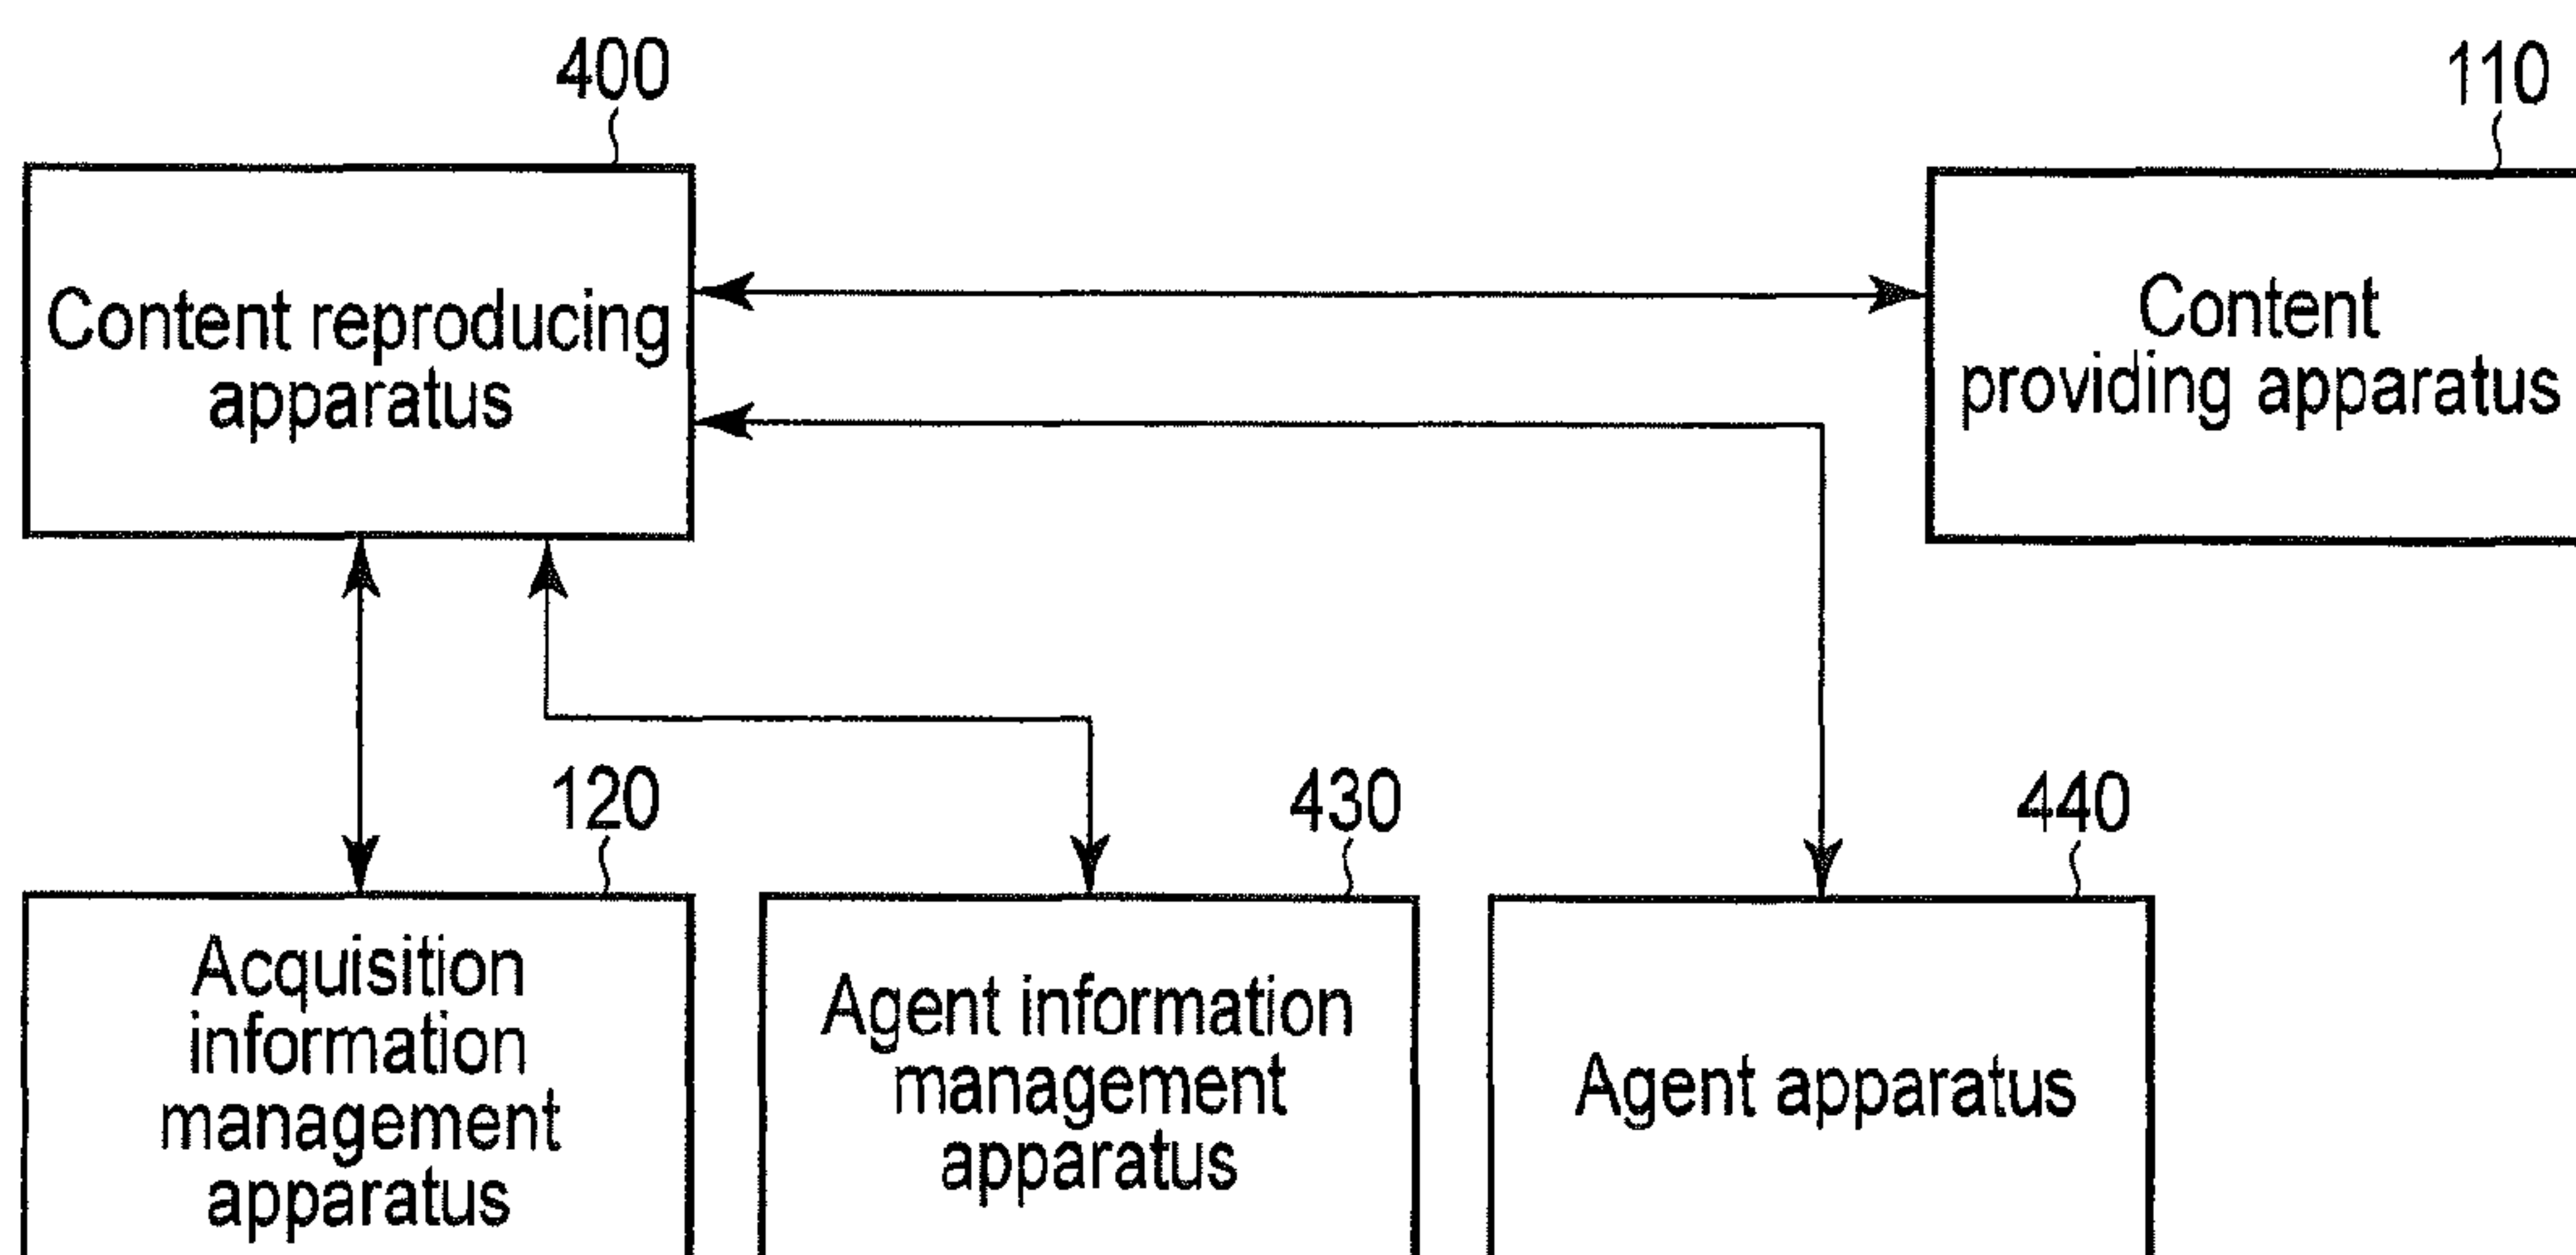 400
110
Content reproducing
apparatus
Content
providing apparatus
120
430
440
Acquisition
information
management
apparatus
Agent information
management
apparatus
Agent apparatus